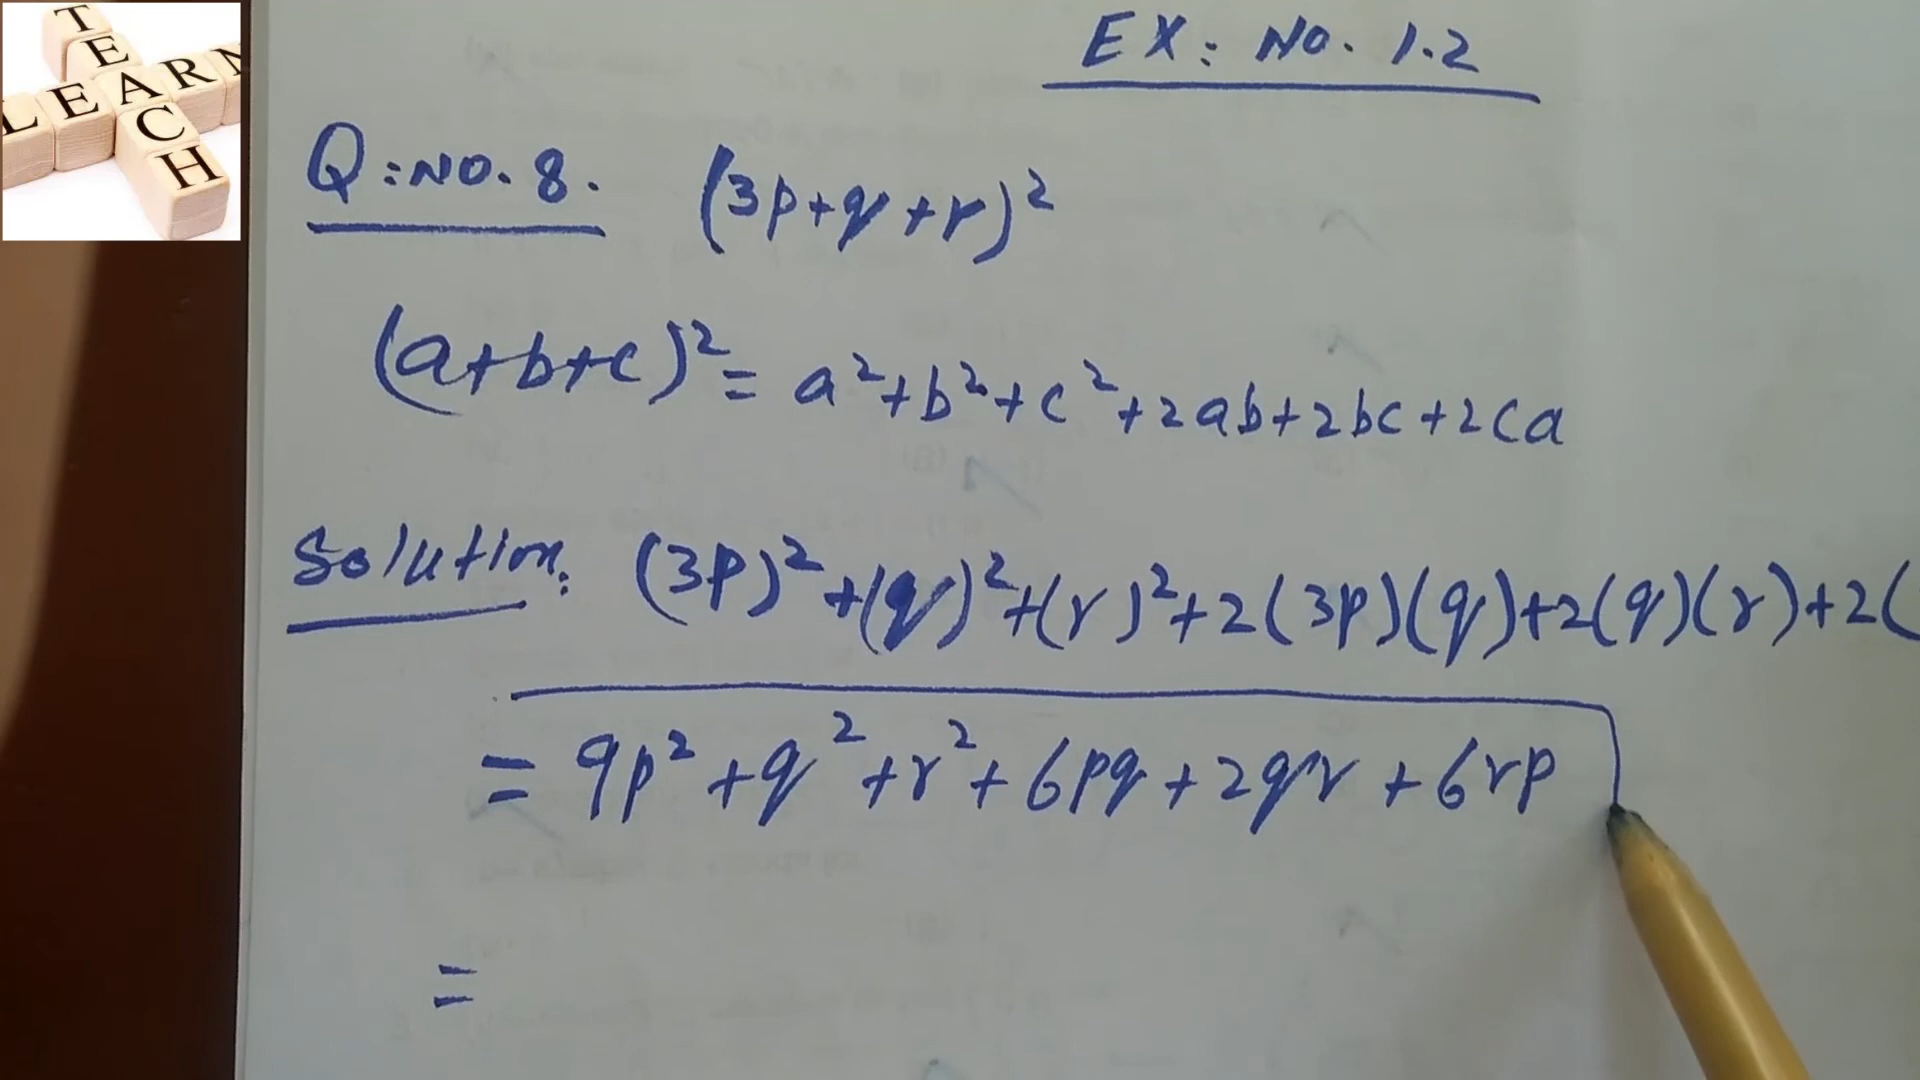 TEACH
LEARN
EX: NO. 1.2
Q:NO.8. (3p+q+r)²
(a+b+c)²= a²+b²+c²+2ab+2bc+2ca
Solution: (3p)²+(q)²+(r)²+2(3p)(q)+2(q)(r)+2(
= 9p²+q²+r²+6pq+2qr+6rp
=